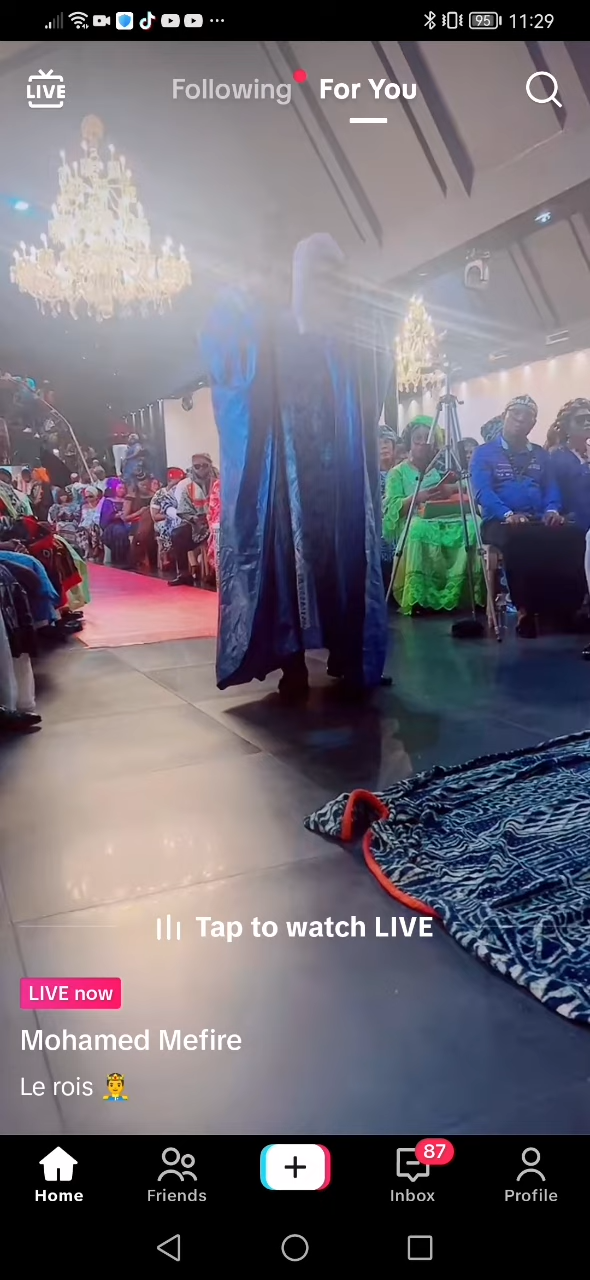 95 11:29
LIVE Following For You
Tap to watch LIVE
LIVE now
Mohamed Mefire
Le rois 🤴
87
Home Friends Inbox Profile